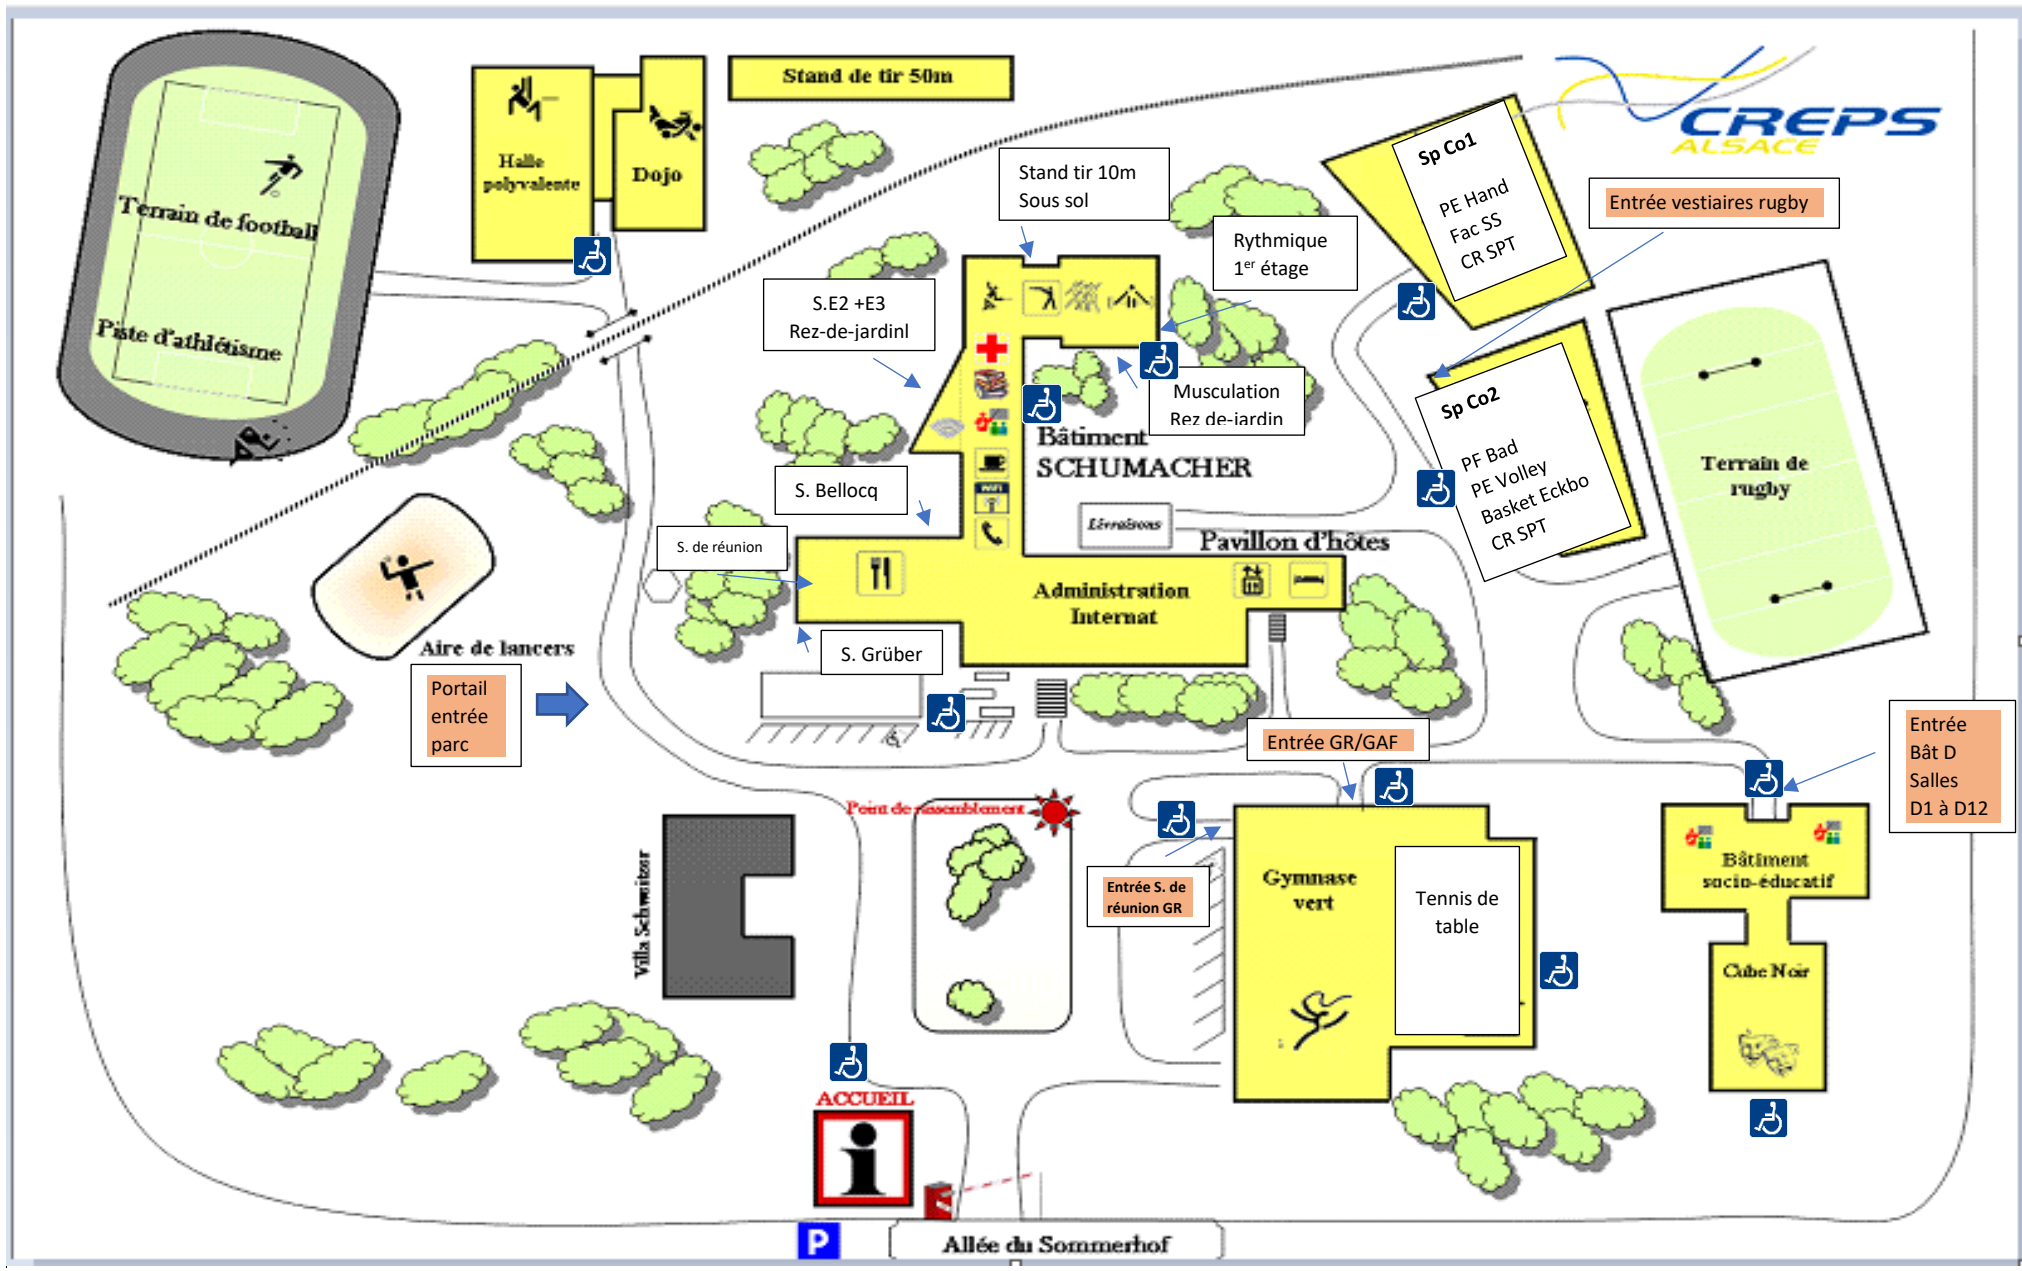 Stand de tir 50m
CREPS
ALSACE
Halle
polyvalente
Dojo
Terrain de football
Piste d'athlétisme
Stand tir 10m
Sous sol
Sp Co1
PE Hand
Fac SS
CR SPT
Entrée vestiaires rugby
Rythmique
1er étage
S.E2 +E3
Rez-de-jardinl
Musculation
Rez de-jardin
Sp Co2
PF Bad
PE Volley
Basket Eckbo
CR SPT
Terrain de
rugby
Bâtiment
SCHUMACHER
S. Bellocq
WiFi
Livraisons
S. de réunion
Pavillon d'hôtes
Administration
Internat
Aire de lancers
S. Grüber
Portail
entrée
parc
Entrée GR/GAF
Entrée
Bât D
Salles
D1 à D12
Point de rassemblement
Villa Schweitzer
Entrée S. de
réunion GR
Gymnase
vert
Tennis de
table
Bâtiment
socio-éducatif
Cube Noir
ACCUEIL
i
P
Allée du Sommerhof